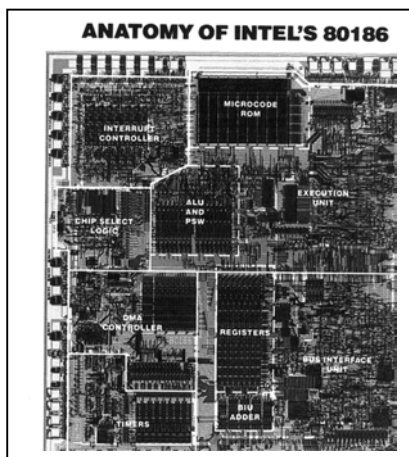 ANATOMY OF INTEL'S 80186
MICROCODE
ROM
INTERRUPT
CONTROLLER
EXECUTION
UNIT
ALU
AND
PSW
CHIP SELECT
LOGIC
DMA
CONTROLLER
REGISTERS
BUS INTERFACE
UNIT
TIMERS
BIU
ADDER